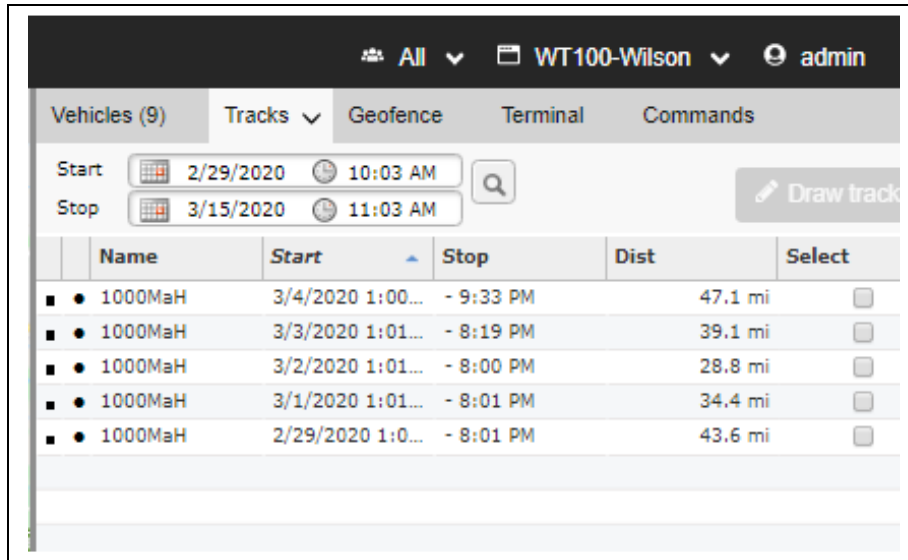 All WT100-Wilson admin
Vehicles (9) Tracks Geofence Terminal Commands
Start 2/29/2020 10:03 AM
Stop 3/15/2020 11:03 AM
Draw track
Name Start Stop Dist Select
1000MaH 3/4/2020 1:00... - 9:33 PM 47.1 mi
1000MaH 3/3/2020 1:01... - 8:19 PM 39.1 mi
1000MaH 3/2/2020 1:01... - 8:00 PM 28.8 mi
1000MaH 3/1/2020 1:01... - 8:01 PM 34.4 mi
1000MaH 2/29/2020 1:0... - 8:01 PM 43.6 mi